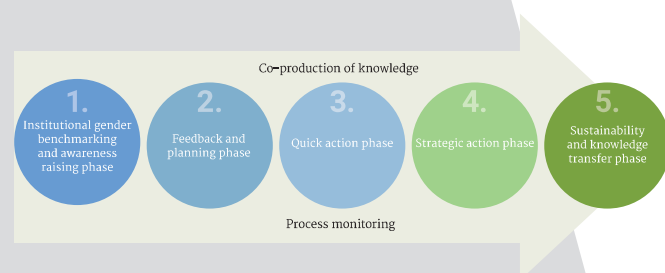 Co-production of knowledge
1.
Institutional gender
benchmarking
and awareness
raising phase
2.
Feedback and
planning phase
3.
Quick action phase
4.
Strategic action phase
5.
Sustainability
and knowledge
transfer phase
Process monitoring